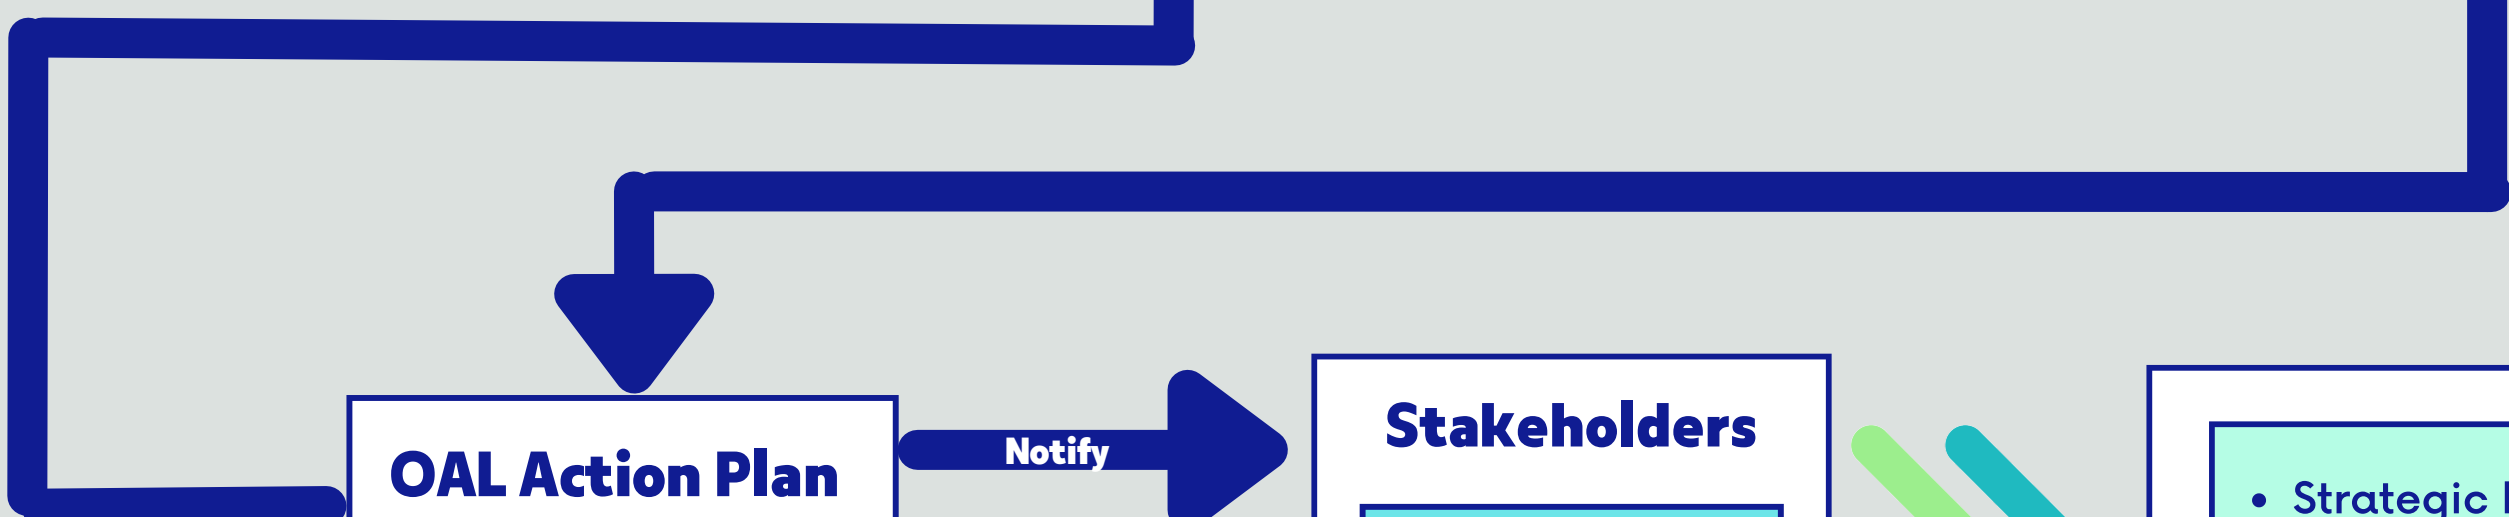 OAL Action Plan
Notify
Stakeholders
• Strategic